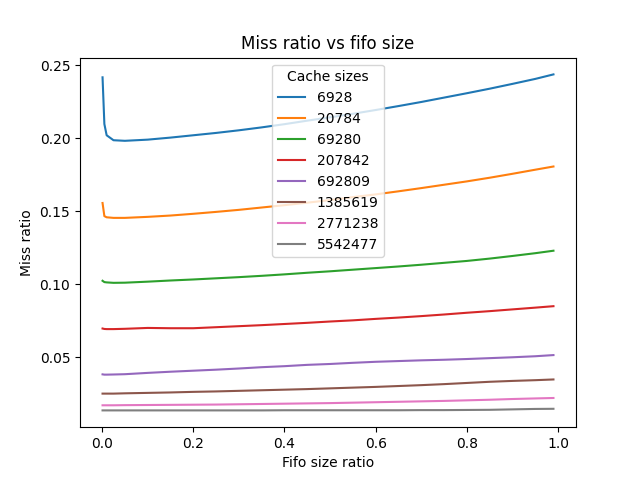 Miss ratio vs fifo size
Cache sizes
6928
20784
69280
207842
692809
1385619
2771238
5542477
Miss ratio
0.25
0.20
0.15
0.10
0.05
0.0 0.2 0.4 0.6 0.8 1.0
Fifo size ratio